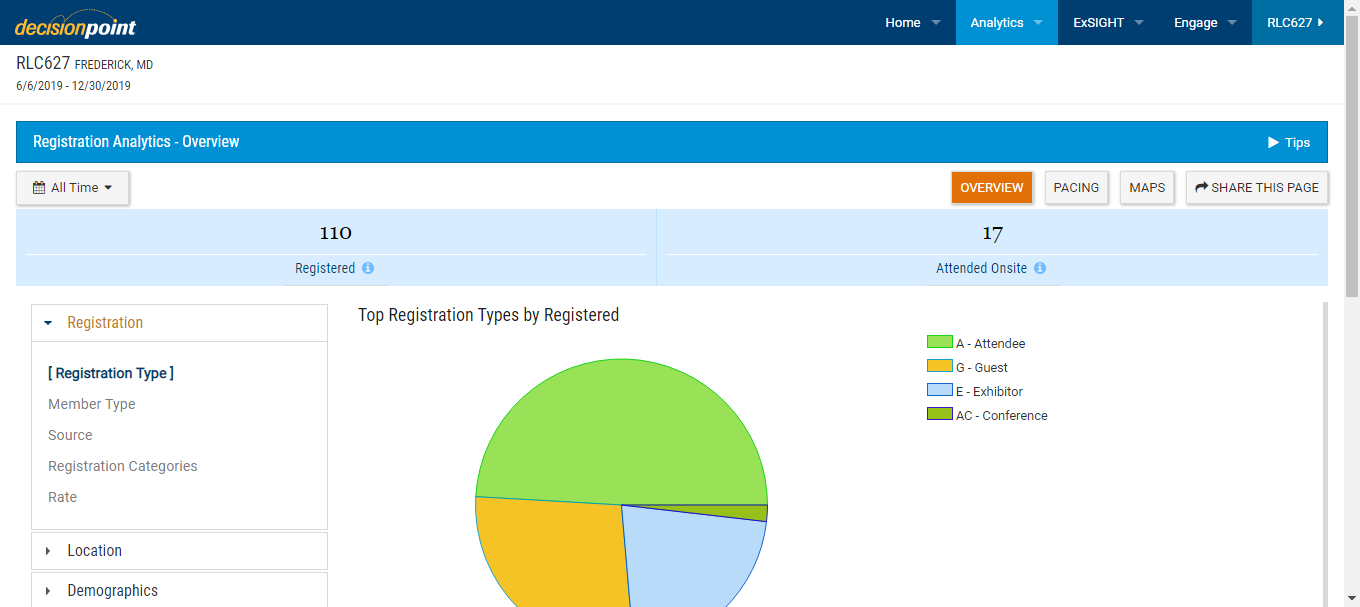 decisionpoint
Home
Analytics
ExSIGHT
Engage
RLC627
RLC627 FREDERICK, MD
6/6/2019 - 12/30/2019
Registration Analytics - Overview
Tips
All Time
OVERVIEW
PACING
MAPS
SHARE THIS PAGE
110
Registered
17
Attended Onsite
Registration
[ Registration Type ]
Member Type
Source
Registration Categories
Rate
Location
Demographics
Top Registration Types by Registered
A - Attendee
G - Guest
E - Exhibitor
AC - Conference